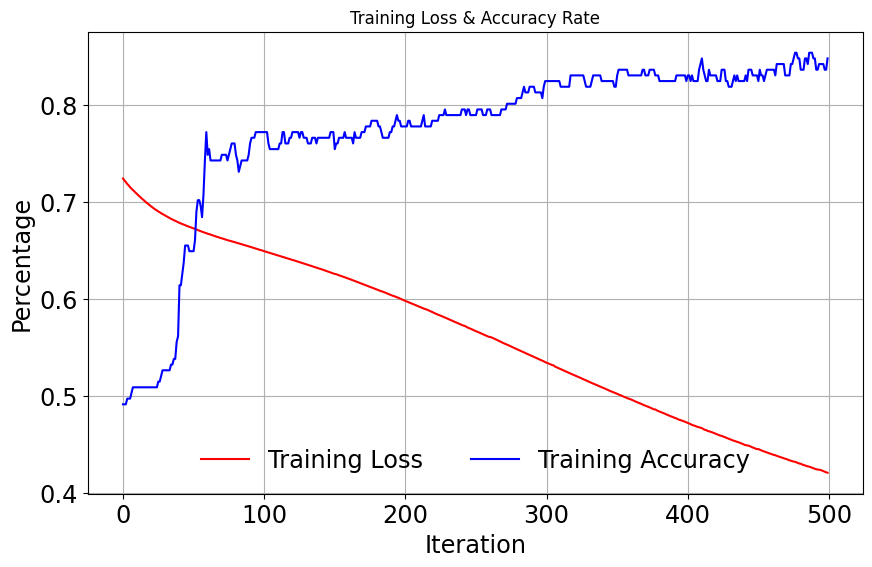 Training Loss & Accuracy Rate
Percentage
0.8
0.7
0.6
0.5
0.4
Training Loss
Training Accuracy
0 100 200 300 400 500
Iteration